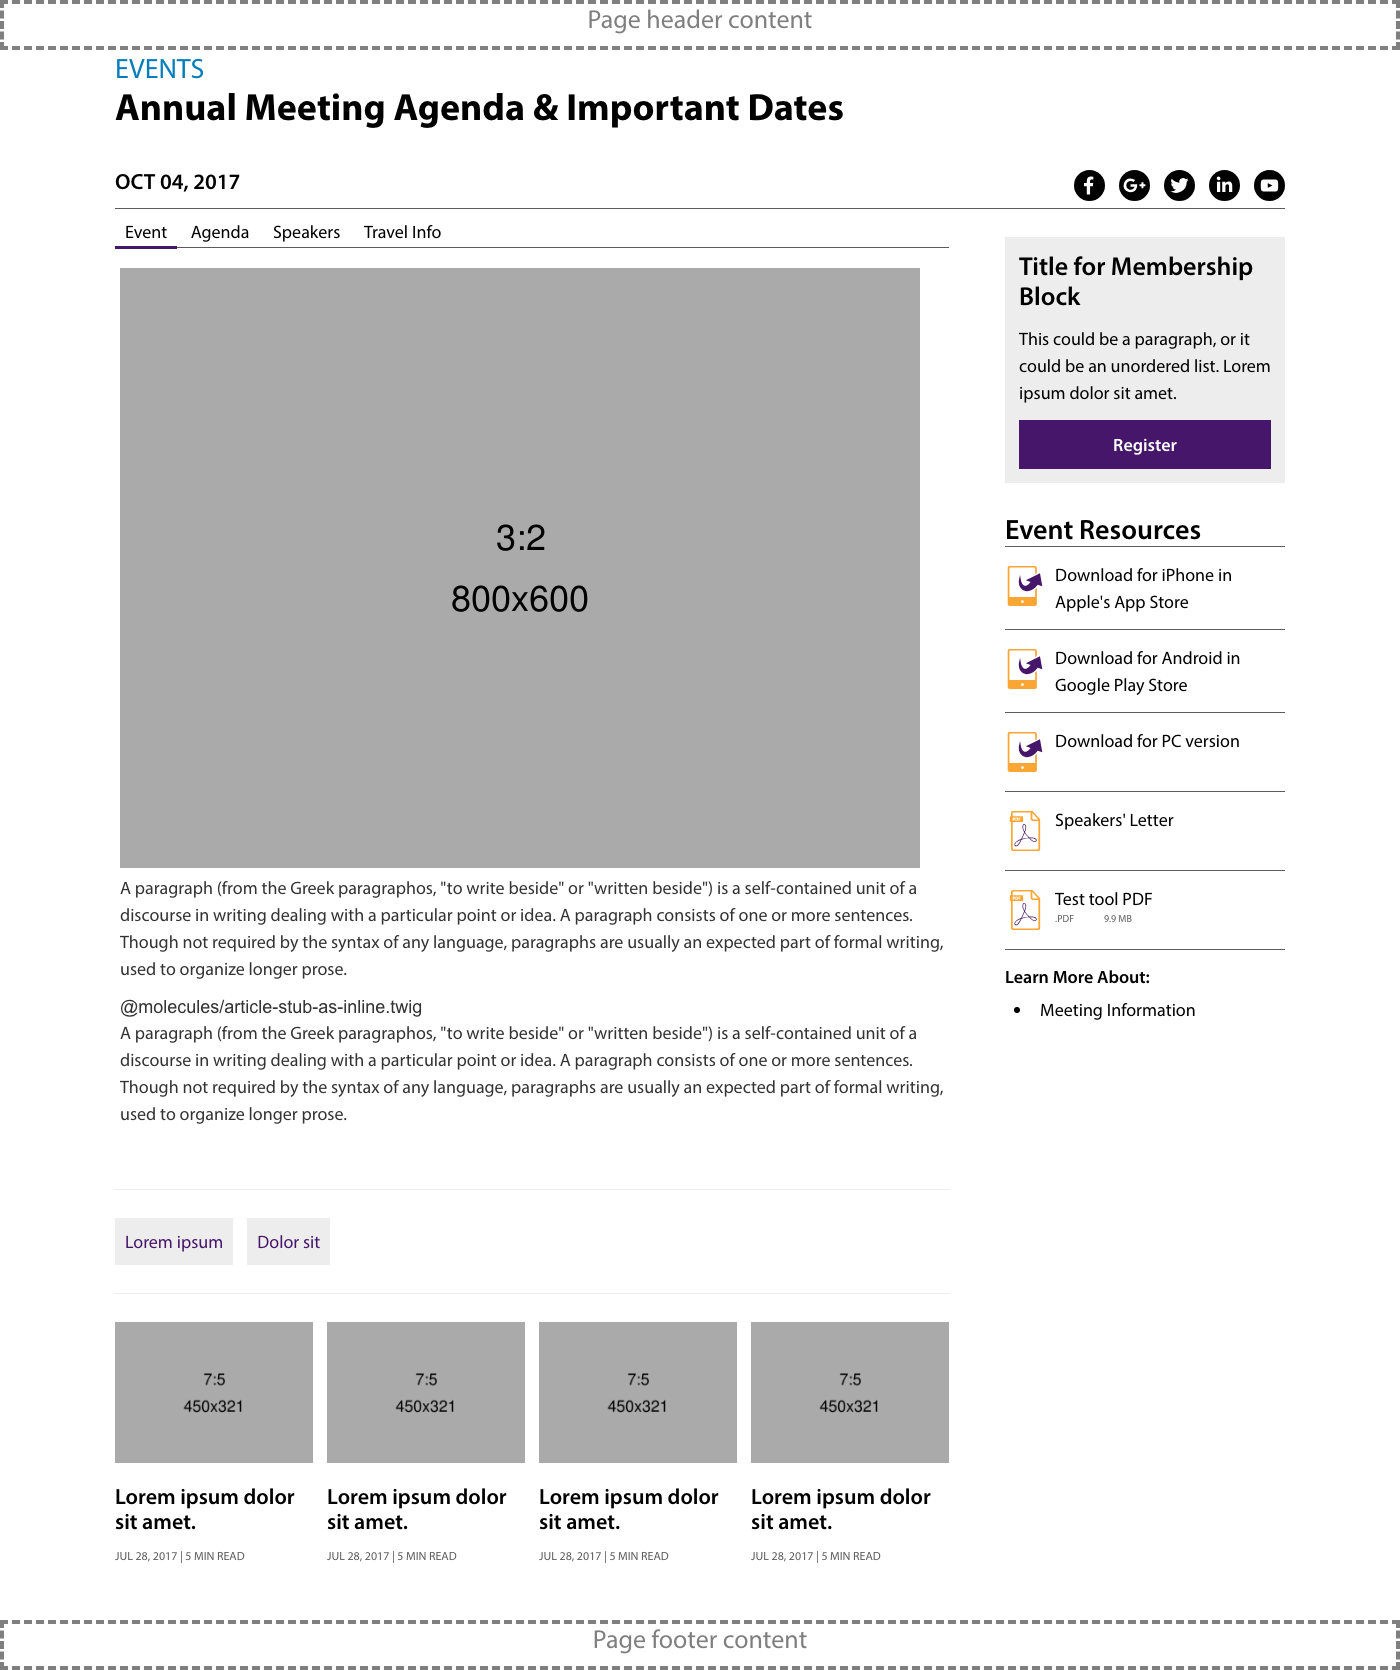 Page header content
EVENTS
Annual Meeting Agenda & Important Dates
OCT 04, 2017
Event Agenda Speakers Travel Info
3:2
800x600
A paragraph (from the Greek paragraphos, "to write beside" or "written beside") is a self-contained unit of a
discourse in writing dealing with a particular point or idea. A paragraph consists of one or more sentences.
Though not required by the syntax of any language, paragraphs are usually an expected part of formal writing,
used to organize longer prose.
@molecules/article-stub-as-inline.twig
A paragraph (from the Greek paragraphos, "to write beside" or "written beside") is a self-contained unit of a
discourse in writing dealing with a particular point or idea. A paragraph consists of one or more sentences.
Though not required by the syntax of any language, paragraphs are usually an expected part of formal writing,
used to organize longer prose.
Lorem ipsum Dolor sit
7:5
450x321
Lorem ipsum dolor
sit amet.
JUL 28, 2017 | 5 MIN READ
7:5
450x321
Lorem ipsum dolor
sit amet.
JUL 28, 2017 | 5 MIN READ
7:5
450x321
Lorem ipsum dolor
sit amet.
JUL 28, 2017 | 5 MIN READ
7:5
450x321
Lorem ipsum dolor
sit amet.
JUL 28, 2017 | 5 MIN READ
Title for Membership
Block
This could be a paragraph, or it
could be an unordered list. Lorem
ipsum dolor sit amet.
Register
Event Resources
Download for iPhone in
Apple's App Store
Download for Android in
Google Play Store
Download for PC version
PDF
Speakers' Letter
PDF
Test tool PDF
.PDF 9.9 MB
Learn More About:
• Meeting Information
Page footer content